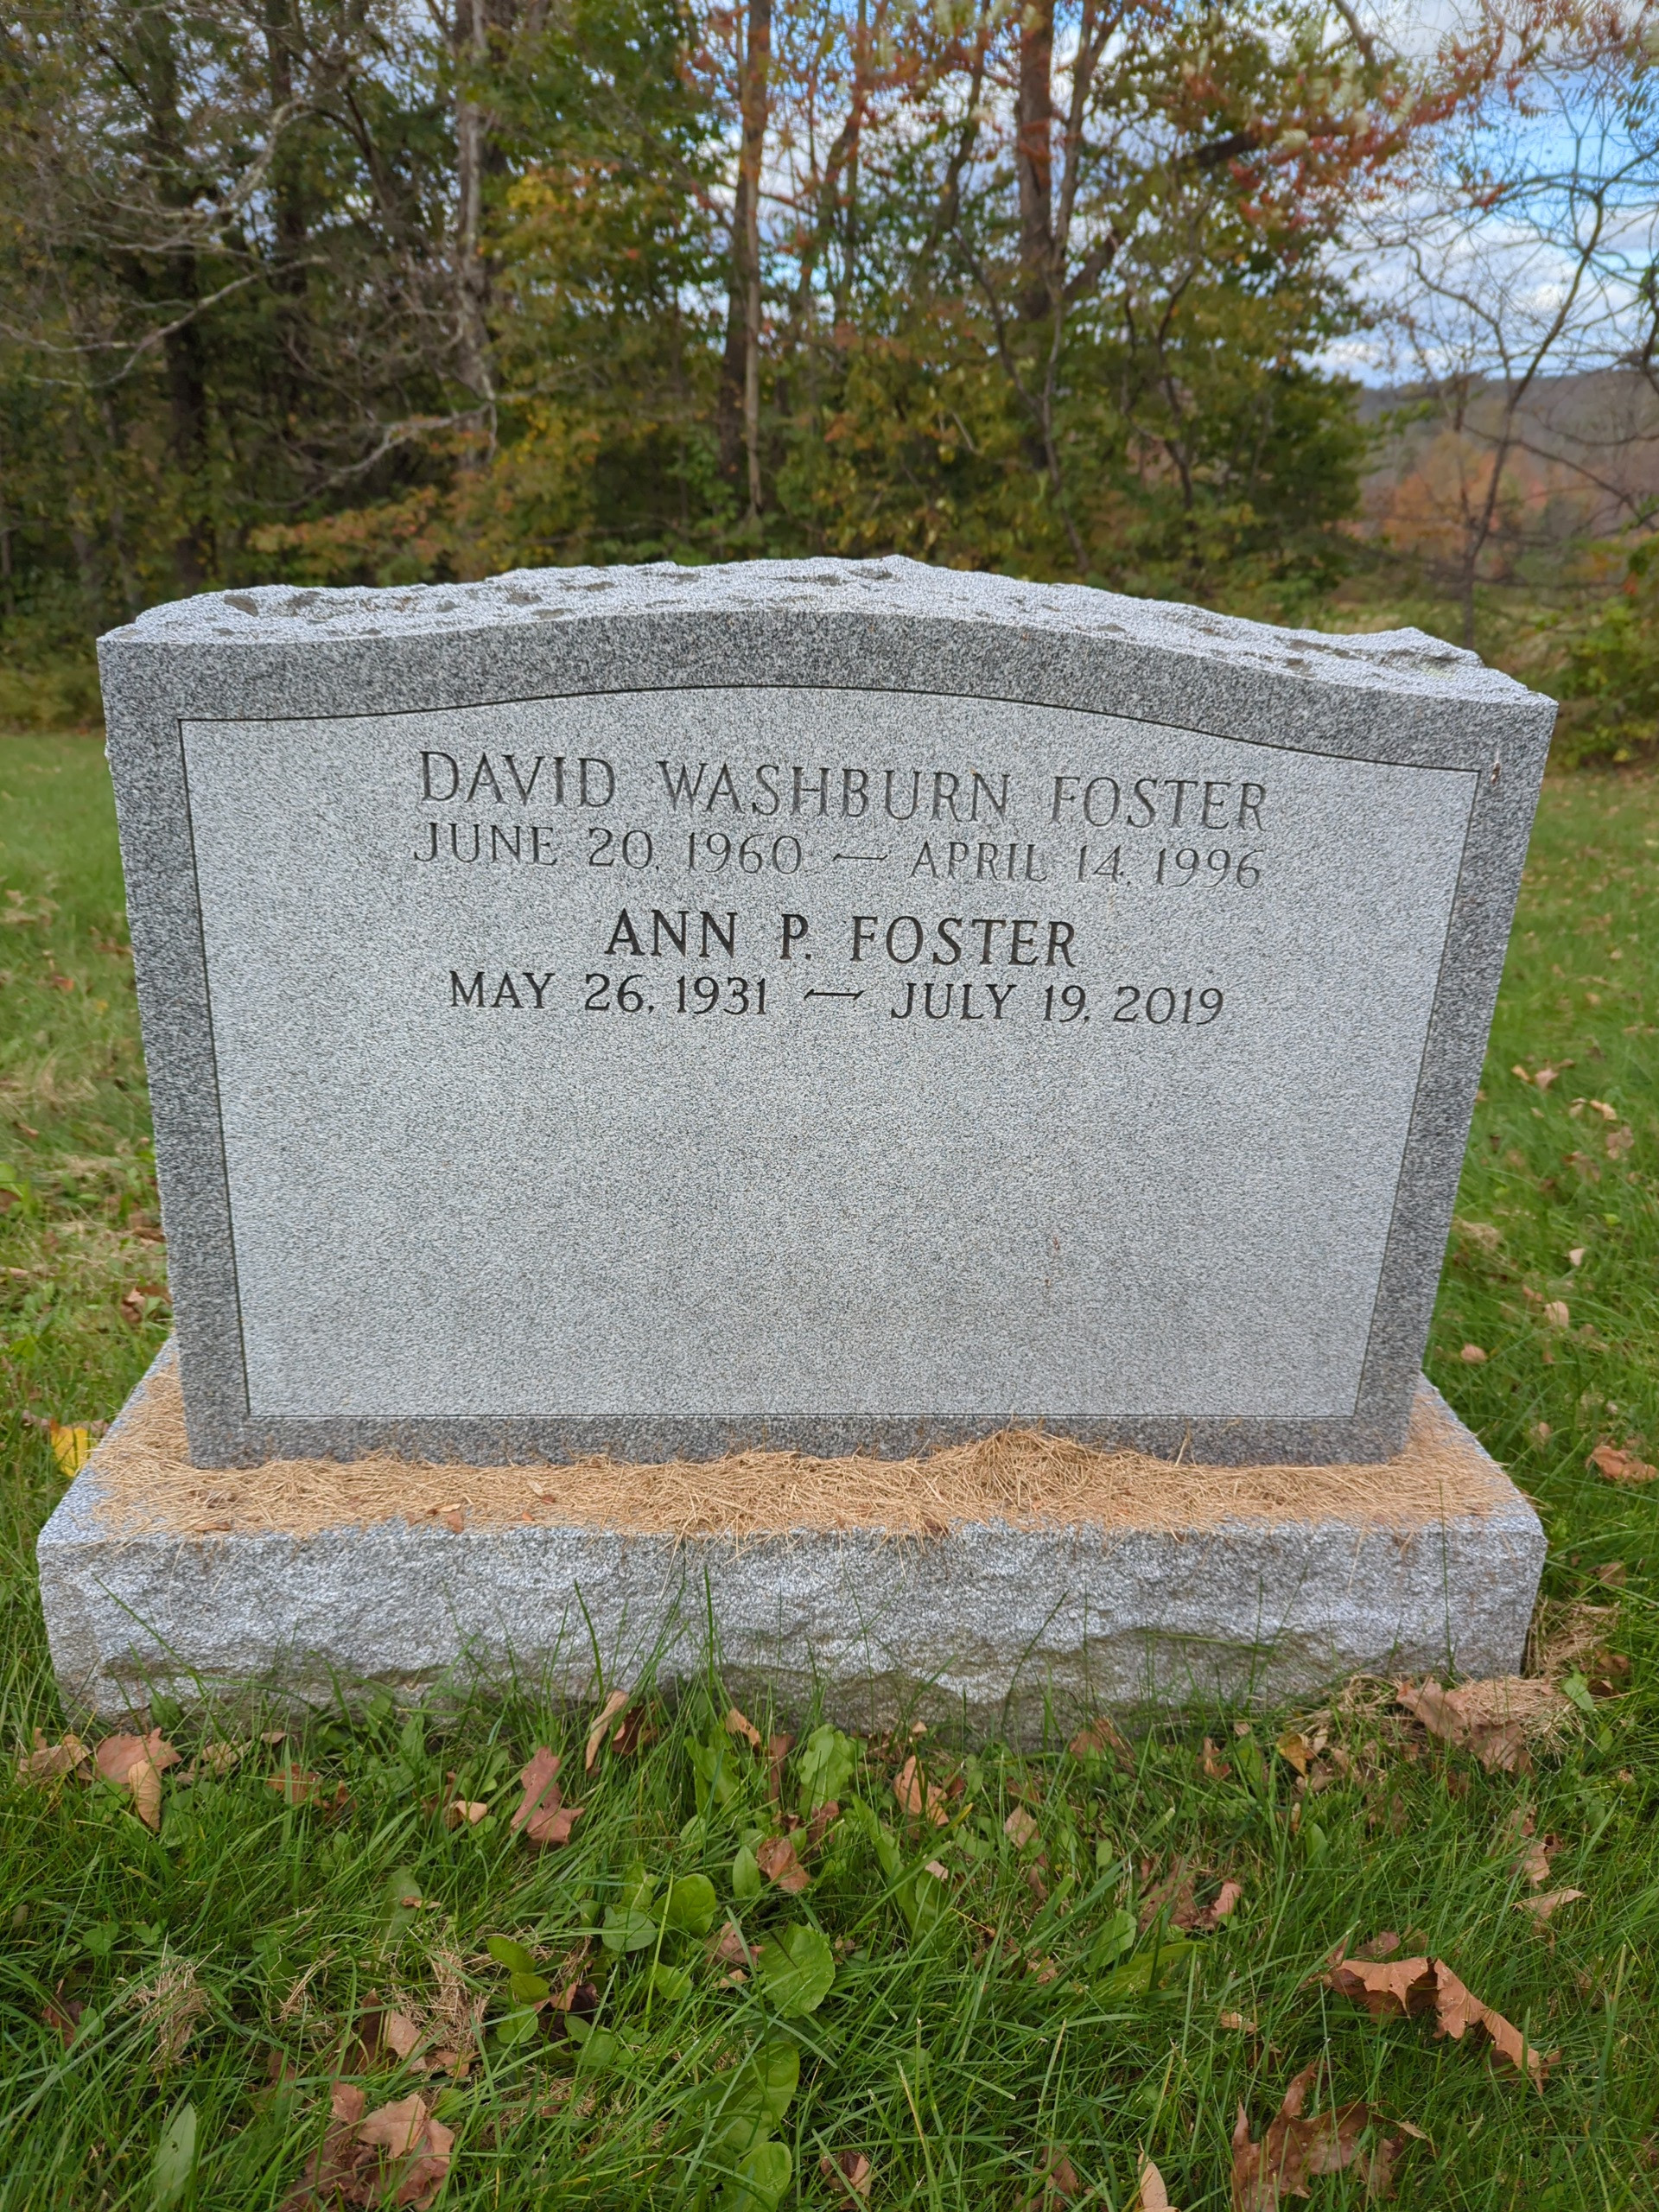 DAVID WASHBURN FOSTER
JUNE 20, 1960 — APRIL 14, 1996
ANN P. FOSTER
MAY 26, 1931 — JULY 19, 2019